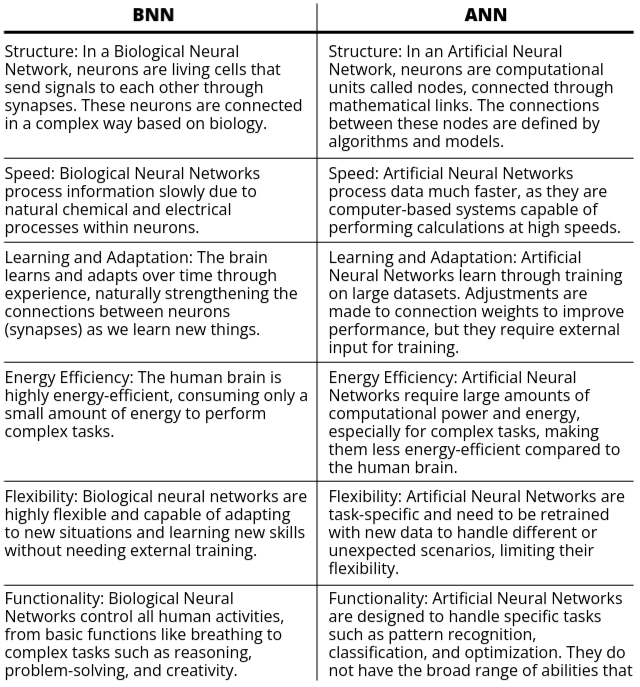 BNN
ANN
Structure: In a Biological Neural
Network, neurons are living cells that
send signals to each other through
synapses. These neurons are connected
in a complex way based on biology.
Structure: In an Artificial Neural
Network, neurons are computational
units called nodes, connected through
mathematical links. The connections
between these nodes are defined by
algorithms and models.
Speed: Biological Neural Networks
process information slowly due to
natural chemical and electrical
processes within neurons.
Speed: Artificial Neural Networks
process data much faster, as they are
computer-based systems capable of
performing calculations at high speeds.
Learning and Adaptation: The brain
learns and adapts over time through
experience, naturally strengthening the
connections between neurons
(synapses) as we learn new things.
Learning and Adaptation: Artificial
Neural Networks learn through training
on large datasets. Adjustments are
made to connection weights to improve
performance, but they require external
input for training.
Energy Efficiency: The human brain is
highly energy-efficient, consuming only a
small amount of energy to perform
complex tasks.
Energy Efficiency: Artificial Neural
Networks require large amounts of
computational power and energy,
especially for complex tasks, making
them less energy-efficient compared to
the human brain.
Flexibility: Biological neural networks are
highly flexible and capable of adapting
to new situations and learning new skills
without needing external training.
Flexibility: Artificial Neural Networks are
task-specific and need to be retrained
with new data to handle different or
unexpected scenarios, limiting their
flexibility.
Functionality: Biological Neural
Networks control all human activities,
from basic functions like breathing to
complex tasks such as reasoning,
problem-solving, and creativity.
Functionality: Artificial Neural Networks
are designed to handle specific tasks
such as pattern recognition,
classification, and optimization. They do
not have the broad range of abilities that